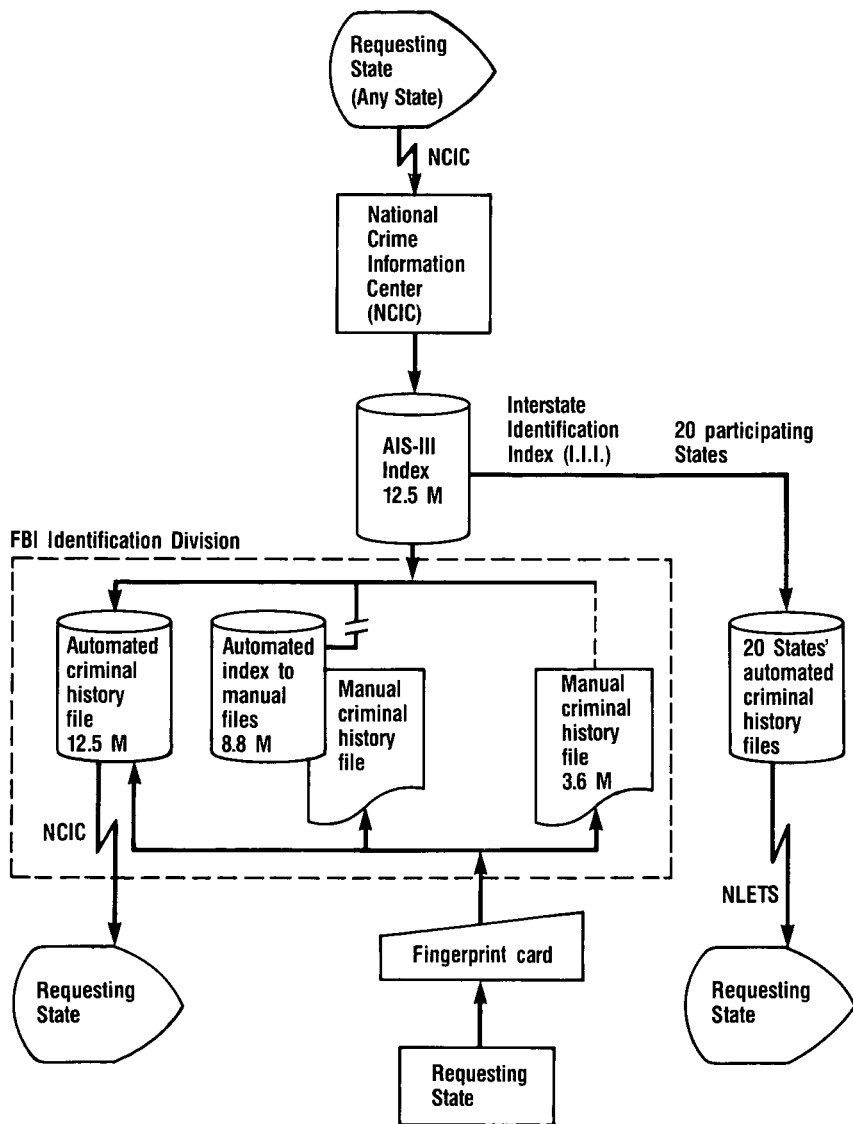 Requesting
State
(Any State)
NCIC
National
Crime
Information
Center
(NCIC)
AIS-III
Index
12.5 M
Interstate
Identification
Index (I.I.I.)
20 participating
States
FBI Identification Division
Automated
criminal
history
file
12.5 M
Automated
index to
manual
files
8.8 M
Manual
criminal
history
file
Manual
criminal
history
file
3.6 M
20 States'
automated
criminal
history
files
NCIC
NLETS
Requesting
State
Fingerprint card
Requesting
State
Requesting
State